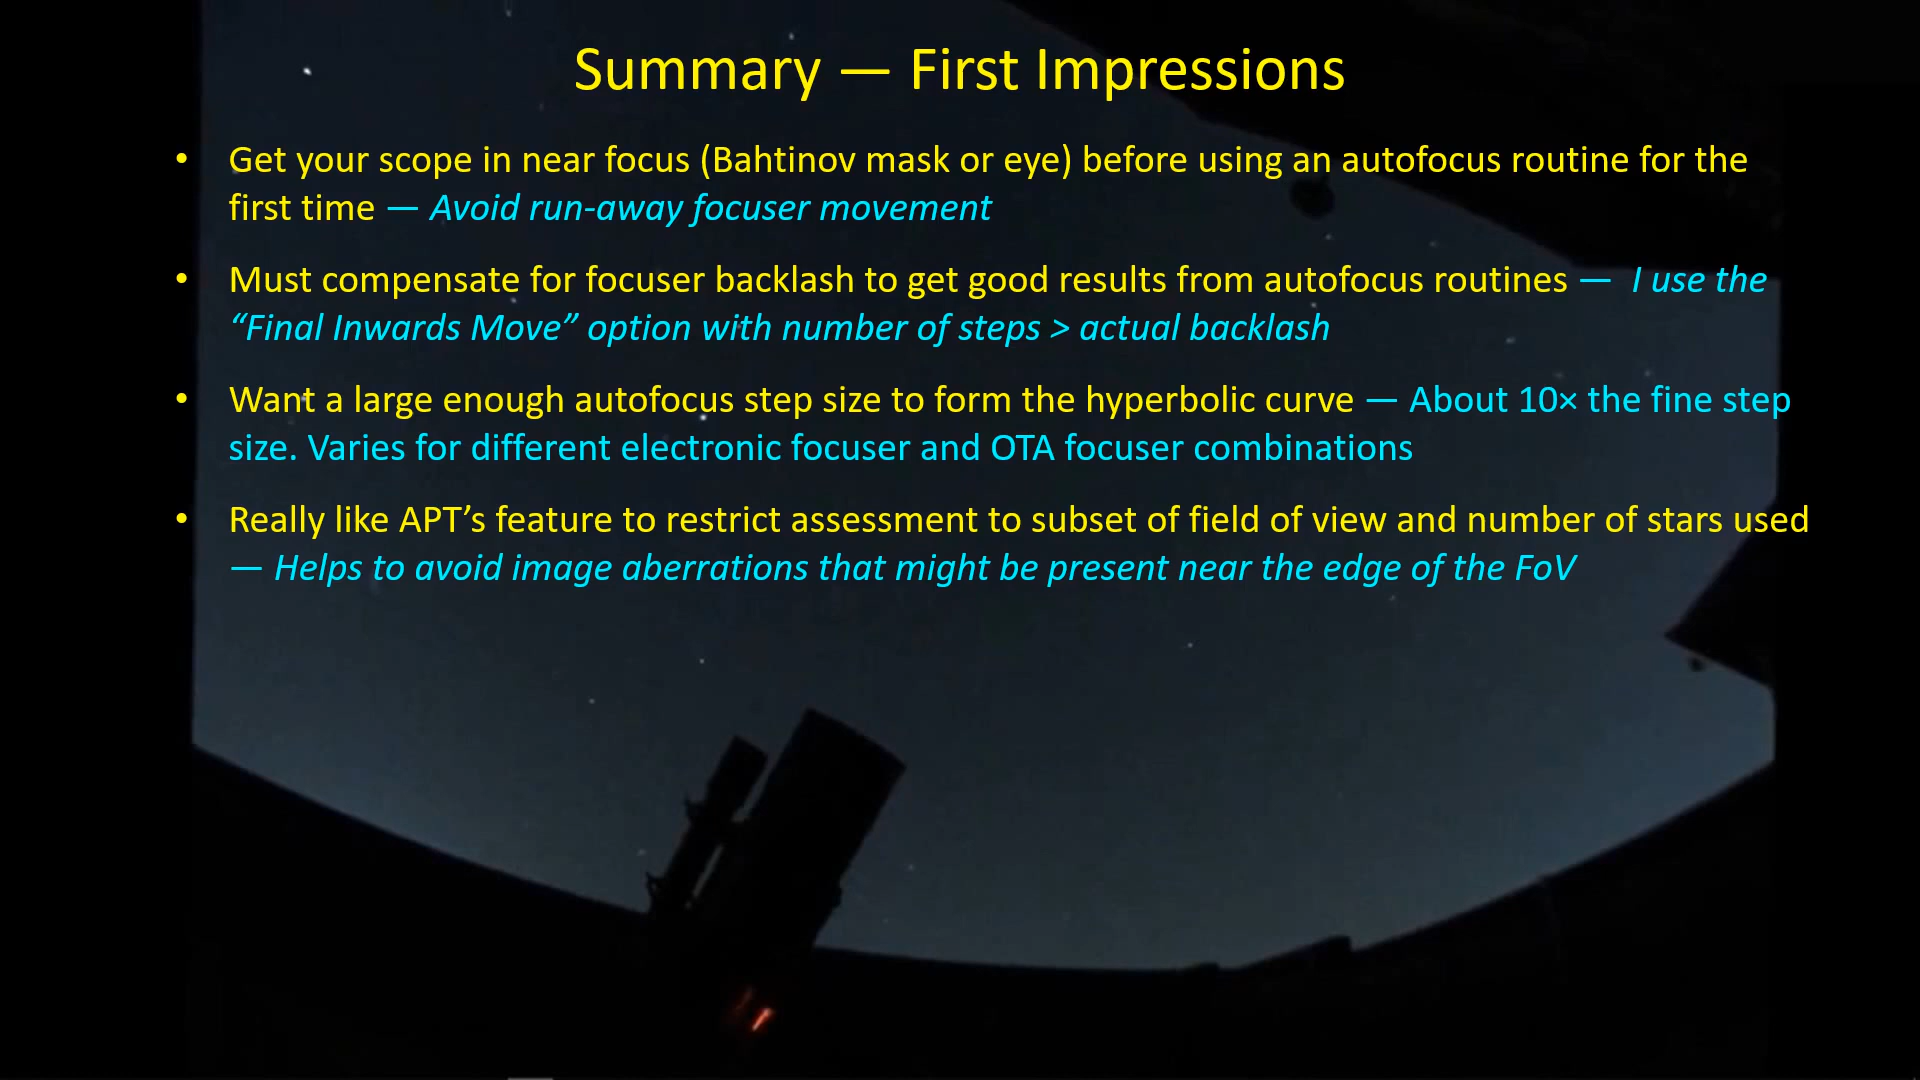 Summary — First Impressions
• Get your scope in near focus (Bahtinov mask or eye) before using an autofocus routine for the
first time — Avoid run-away focuser movement
• Must compensate for focuser backlash to get good results from autofocus routines — I use the
“Final Inwards Move” option with number of steps > actual backlash
• Want a large enough autofocus step size to form the hyperbolic curve — About 10× the fine step
size. Varies for different electronic focuser and OTA focuser combinations
• Really like APT’s feature to restrict assessment to subset of field of view and number of stars used
— Helps to avoid image aberrations that might be present near the edge of the FoV